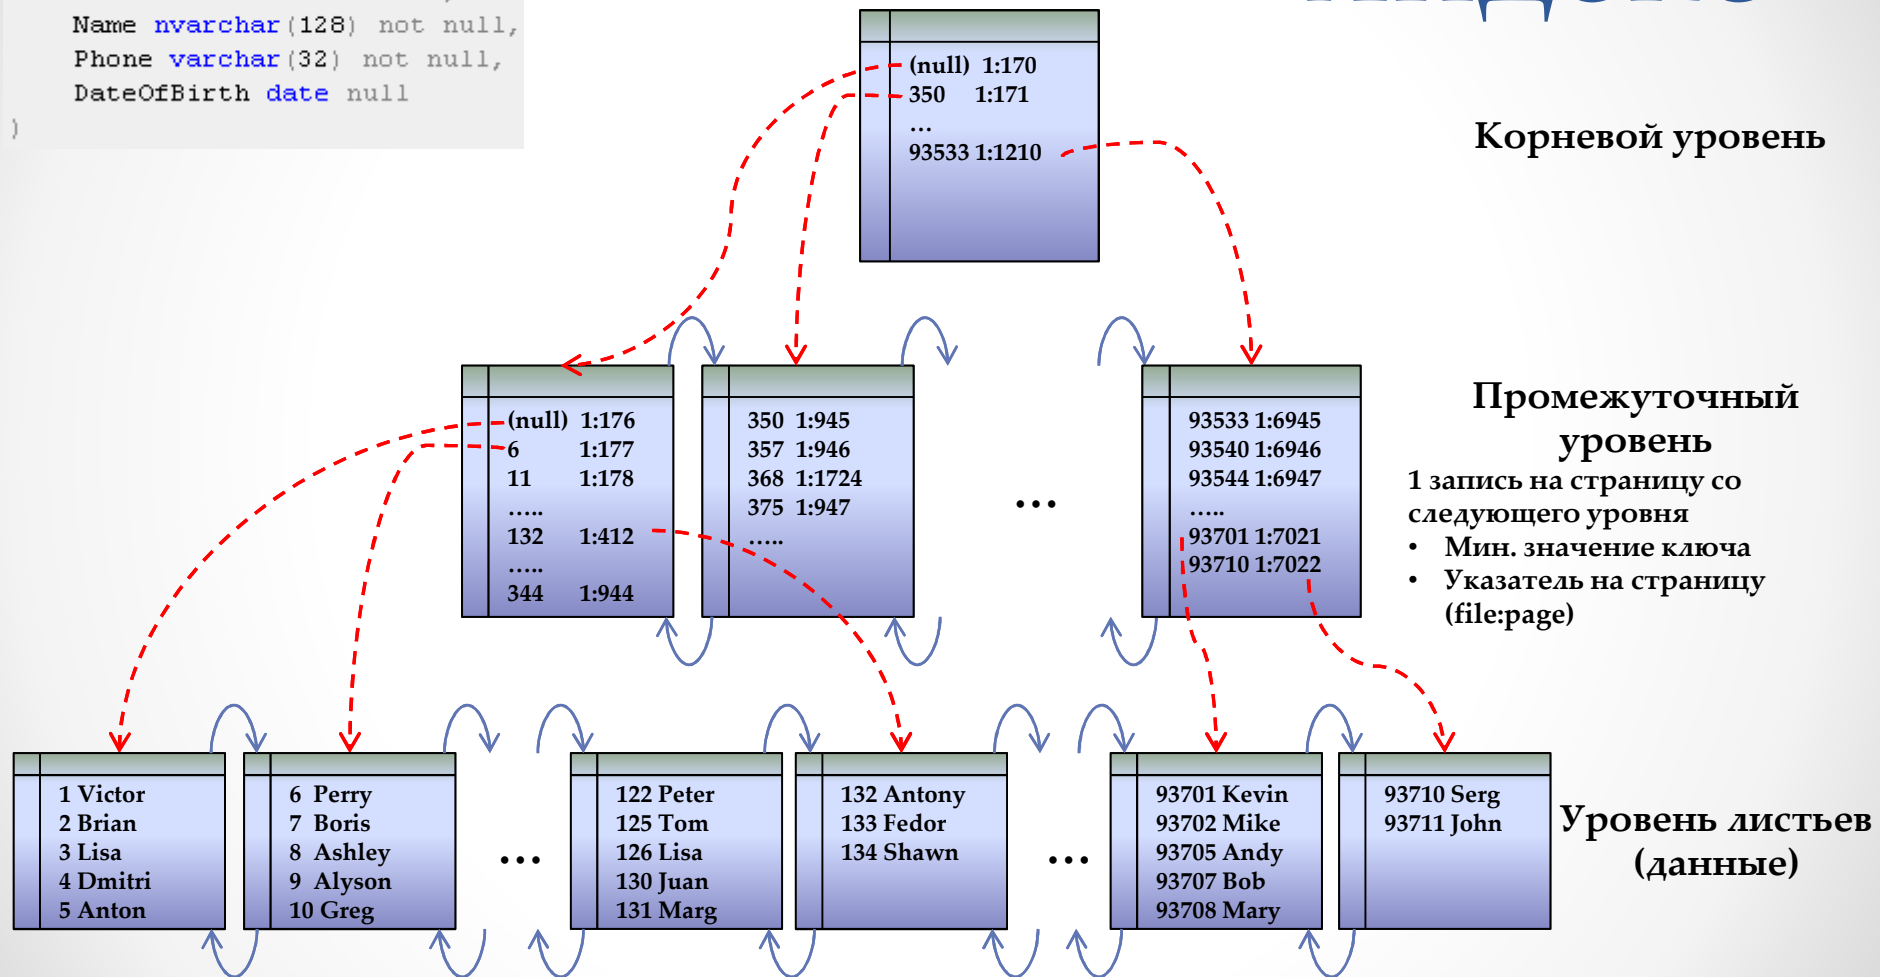 Name nvarchar(128) not null,
Phone varchar(32) not null,
DateOfBirth date null
)
(null) 1:170
350 1:171
...
93533 1:1210
Корневой уровень
(null) 1:176
6 1:177
11 1:178
.....
132 1:412
.....
344 1:944
350 1:945
357 1:946
368 1:1724
375 1:947
.....
...
93533 1:6945
93540 1:6946
93544 1:6947
.....
93701 1:7021
93710 1:7022
Промежуточный
уровень
1 запись на страницу со
следующего уровня
• Мин. значение ключа
• Указатель на страницу
(file:page)
1 Victor
2 Brian
3 Lisa
4 Dmitri
5 Anton
6 Perry
7 Boris
8 Ashley
9 Alyson
10 Greg
...
122 Peter
125 Tom
126 Lisa
130 Juan
131 Marg
132 Antony
133 Fedor
134 Shawn
...
93701 Kevin
93702 Mike
93705 Andy
93707 Bob
93708 Mary
93710 Serg
93711 John
Уровень листьев
(данные)